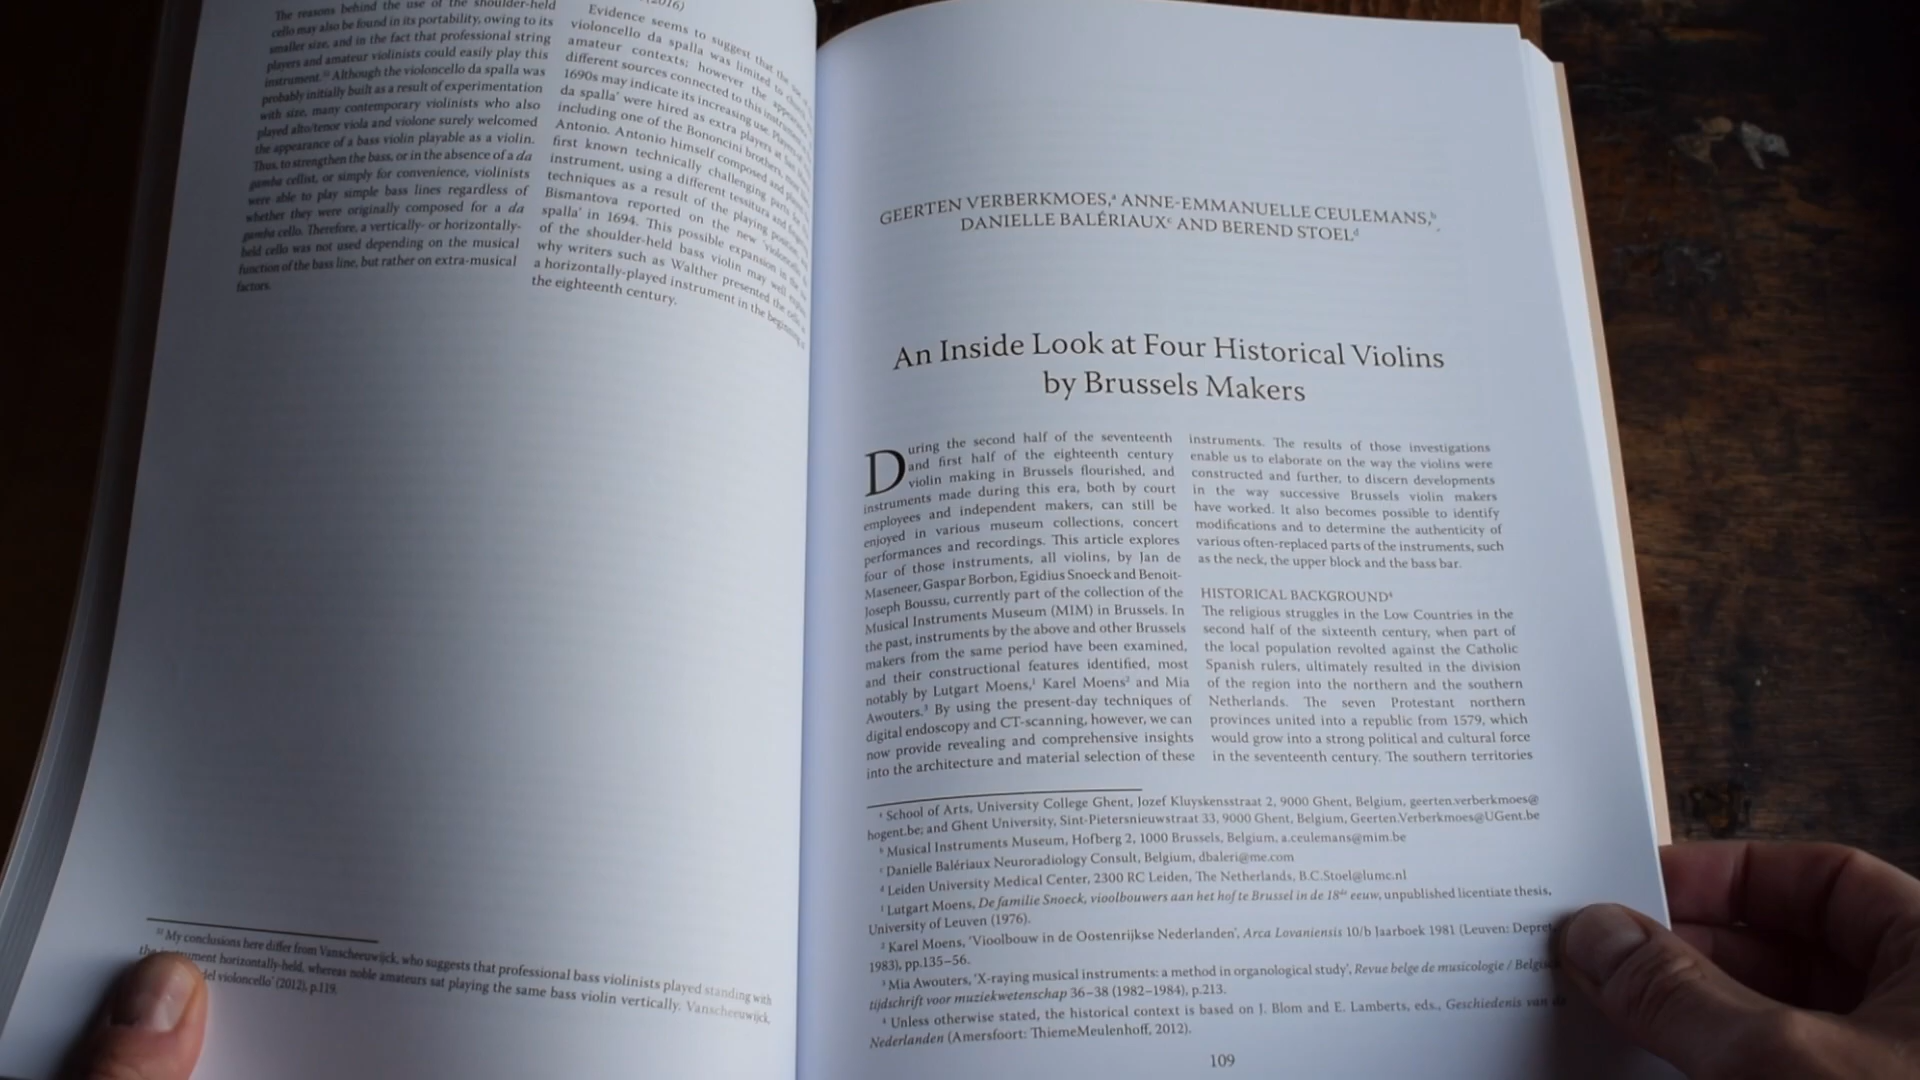 2016)
The reasons behind the use of the shoulder-held
cello may also be found in its portability, owing to its
smaller size, and in the fact that professional string
players and amateur violinists could easily play this
instrument. Although the violoncello da spalla was
probably initially built as a result of experimentation
with size, many contemporary violinists who also
played alto/tenor viola and violone surely welcomed
the appearance of a bass violin playable as a violin.
Thus, to strengthen the bass, or in the absence of a da
gamba cellist, or simply for convenience, violinists
were able to play simple bass lines regardless of
whether they were originally composed for a da
gamba cello. Therefore, a vertically- or horizontally-
held cello was not used depending on the musical
function of the bass line, but rather on extra-musical
factors.
Evidence seems to suggest that the
violoncello da spalla was limited to
amateur contexts; however the
different sources connected to this
1690s may indicate its increasing use.
da spalla' were hired as extra players at
including one of the Bononcini brothers,
Antonio. Antonio himself composed and
first known technically challenging parts
instrument, using a different tessitura and
techniques as a result of the playing
Bismantova reported on the new
spalla' in 1694. This possible expansion in the
of the shoulder-held bass violin may well
why writers such as Walther presented the
a horizontally-played instrument in the beginning
the eighteenth century.
My conclusions here differ from Vanscheeuwijck, who suggests that professional bass violinists played standing with
the horizontally-held, whereas noble amateurs sat playing the same bass violin vertically. Vanscheeuwijck,
del violoncello' (2012), p.119.
GEERTEN VERBERKMOES,ᵃ ANNE-EMMANUELLE CEULEMANS,ᵇ
DANIELLE BALÉRIAUXᶜ AND BEREND STOELᵈ
An Inside Look at Four Historical Violins
by Brussels Makers
During the second half of the seventeenth
and first half of the eighteenth century
violin making in Brussels flourished, and
instruments made during this era, both by court
employees and independent makers, can still be
enjoyed in various museum collections, concert
performances and recordings. This article explores
four of those instruments, all violins, by Jan de
Maseneer, Gaspar Borbon, Egidius Snoeck and Benoit-
Joseph Boussu, currently part of the collection of the
Musical Instruments Museum (MIM) in Brussels. In
the past, instruments by the above and other Brussels
makers from the same period have been examined,
and their constructional features identified, most
notably by Lutgart Moens,¹ Karel Moens² and Mia
Awouters.³ By using the present-day techniques of
digital endoscopy and CT-scanning, however, we can
now provide revealing and comprehensive insights
into the architecture and material selection of these
instruments. The results of those investigations
enable us to elaborate on the way the violins were
constructed and further, to discern developments
in the way successive Brussels violin makers
have worked. It also becomes possible to identify
modifications and to determine the authenticity of
various often-replaced parts of the instruments, such
as the neck, the upper block and the bass bar.
HISTORICAL BACKGROUND⁴
The religious struggles in the Low Countries in the
second half of the sixteenth century, when part of
the local population revolted against the Catholic
Spanish rulers, ultimately resulted in the division
of the region into the northern and the southern
Netherlands. The seven Protestant northern
provinces united into a republic from 1579, which
would grow into a strong political and cultural force
in the seventeenth century. The southern territories
ᵃ School of Arts, University College Ghent, Jozef Kluyskensstraat 2, 9000 Ghent, Belgium, geerten.verberkmoes@
hogent.be; and Ghent University, Sint-Pietersnieuwstraat 33, 9000 Ghent, Belgium, Geerten.Verberkmoes@UGent.be
ᵇ Musical Instruments Museum, Hofberg 2, 1000 Brussels, Belgium, a.ceulemans@mim.be
ᶜ Danielle Balériaux Neuroradiology Consult, Belgium, dbaleri@me.com
ᵈ Leiden University Medical Center, 2300 RC Leiden, The Netherlands, B.C.Stoel@lumc.nl
¹ Lutgart Moens, De familie Snoeck, vioolbouwers aan het hof te Brussel in de 18ᵈᵉ eeuw, unpublished licentiate thesis,
University of Leuven (1976).
² Karel Moens, 'Vioolbouw in de Oostenrijkse Nederlanden', Arca Lovaniensis 10/b Jaarboek 1981 (Leuven: Depret,
1983), pp.135–56.
³ Mia Awouters, 'X-raying musical instruments: a method in organological study', Revue belge de musicologie /
tijdschrift voor muziekwetenschap 36–38 (1982–1984), p.213.
⁴ Unless otherwise stated, the historical context is based on J. Blom and E. Lamberts, eds., Geschiedenis van de
Nederlanden (Amersfoort: ThiemeMeulenhoff, 2012).
109